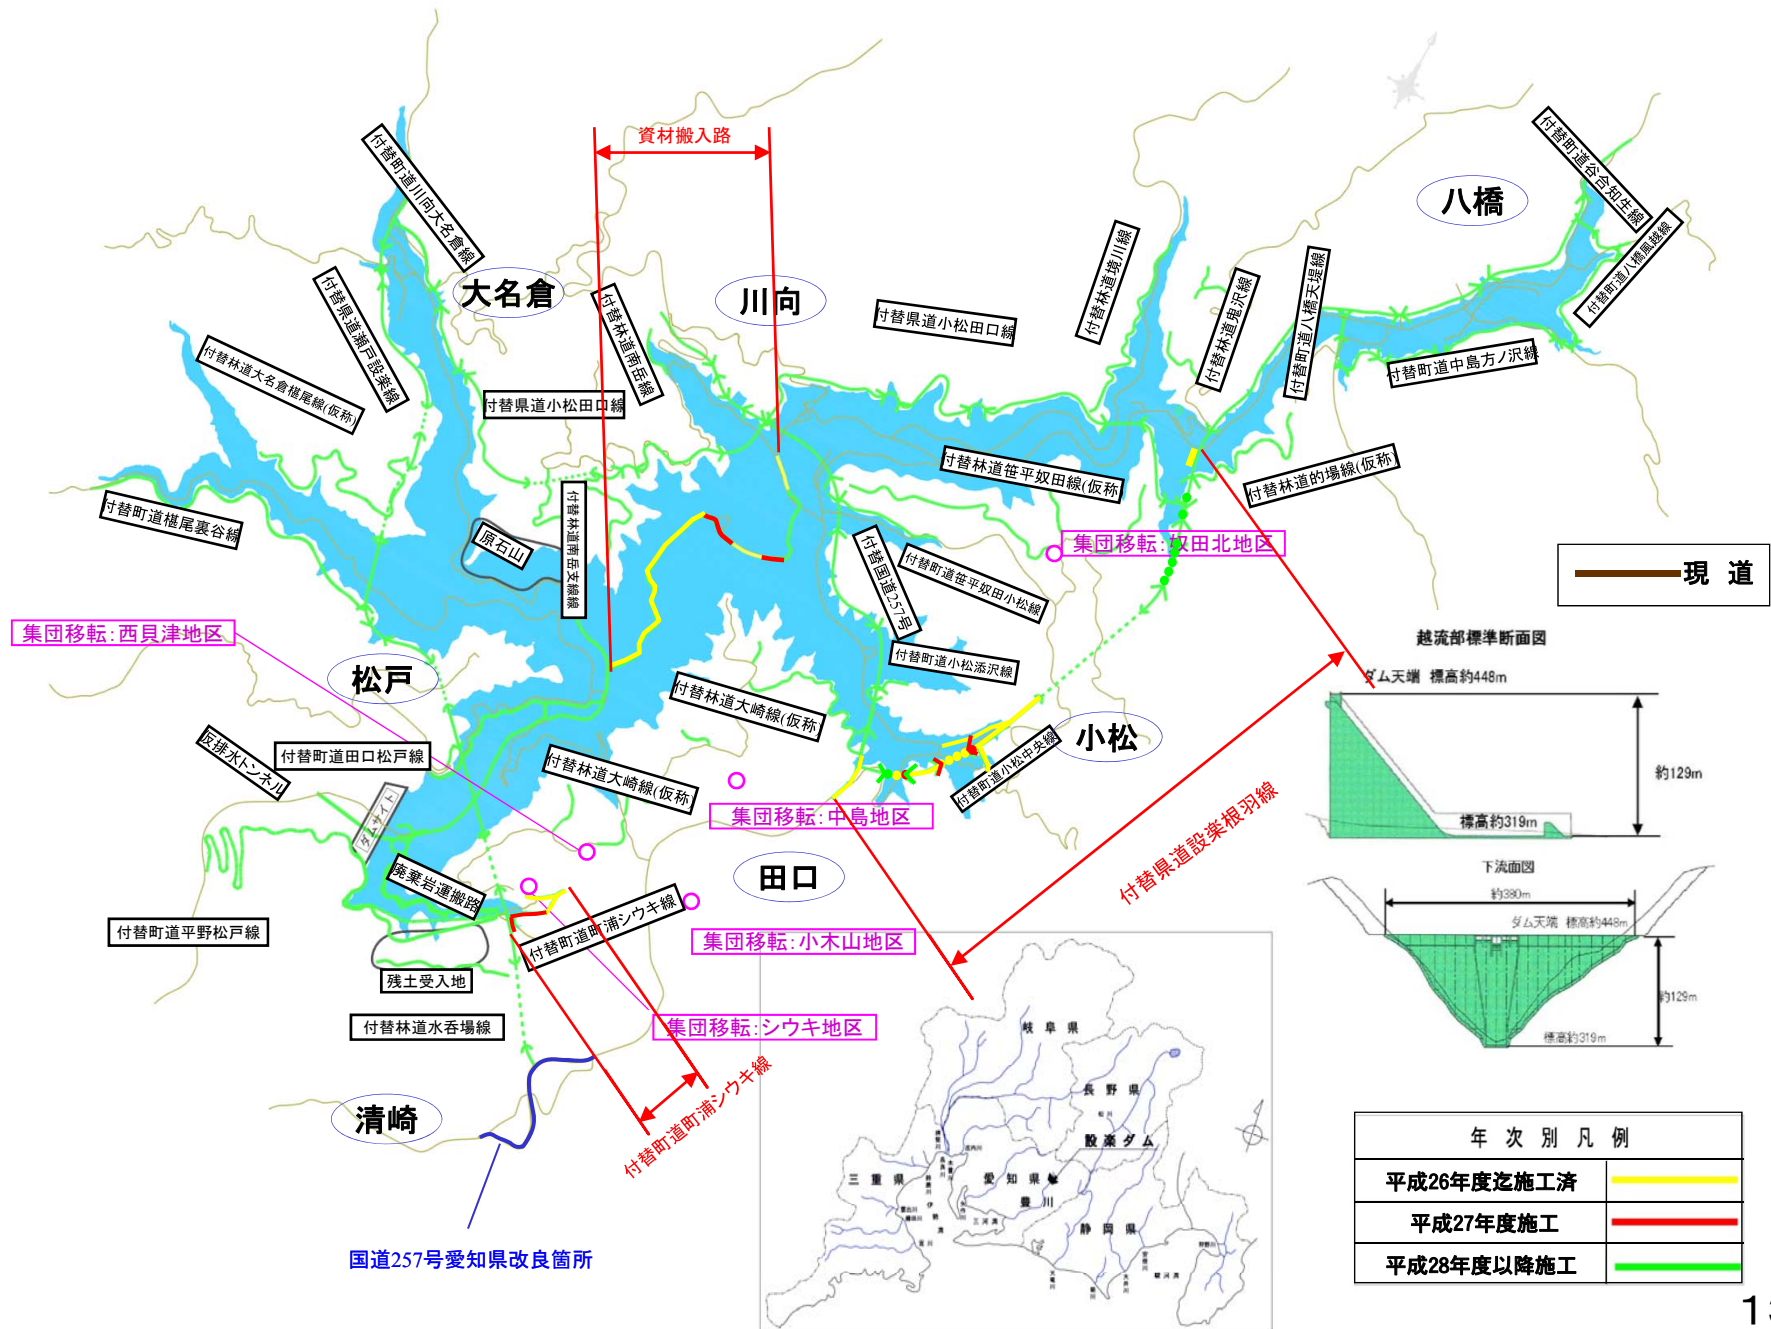 資材搬入路
付替町道川向大名倉線
大名倉
付替県道瀬戸設楽線
付替林道大名倉椹尾線(仮称)
付替県道小松田口線
付替林道南岳線
川向
付替県道小松田口線
付替林道境川線
付替林道鬼沢線
付替町道八橋天堤線
八橋
付替町道谷合知生線
付替町道八橋風越線
付替町道中島方ノ沢線
付替町道椹尾裏谷線
原石山
付替林道南岳支線線
付替林道笹平奴田線(仮称
付替林道的場線(仮称)
集団移転:奴田北地区
付替国道257号
付替町道笹平奴田小松線
付替町道小松添沢線
現 道
集団移転:西貝津地区
松戸
付替林道大崎線(仮称)
小松
付替町道小松中央線
反排水トンネル
付替町道田口松戸線
付替林道大崎線(仮称)
ダムサイト
集団移転:中島地区
付替県道設楽根羽線
田口
廃棄岩運搬路
付替町道平野松戸線
付替町道町浦シウキ線
集団移転:小木山地区
残土受入地
付替林道水呑場線
集団移転:シウキ地区
付替町道町浦シウキ線
清崎
国道257号愛知県改良箇所
越流部標準断面図
ダム天端 標高約448m
約129m
標高約319m
下流面図
約380m
ダム天端 標高約448m
約129m
標高約319m
岐阜県
長野県
設楽ダム
三重県
愛知県
豊川
静岡県
伊勢湾
三河湾
駿河湾
年次別凡例
平成26年度迄施工済
平成27年度施工
平成28年度以降施工